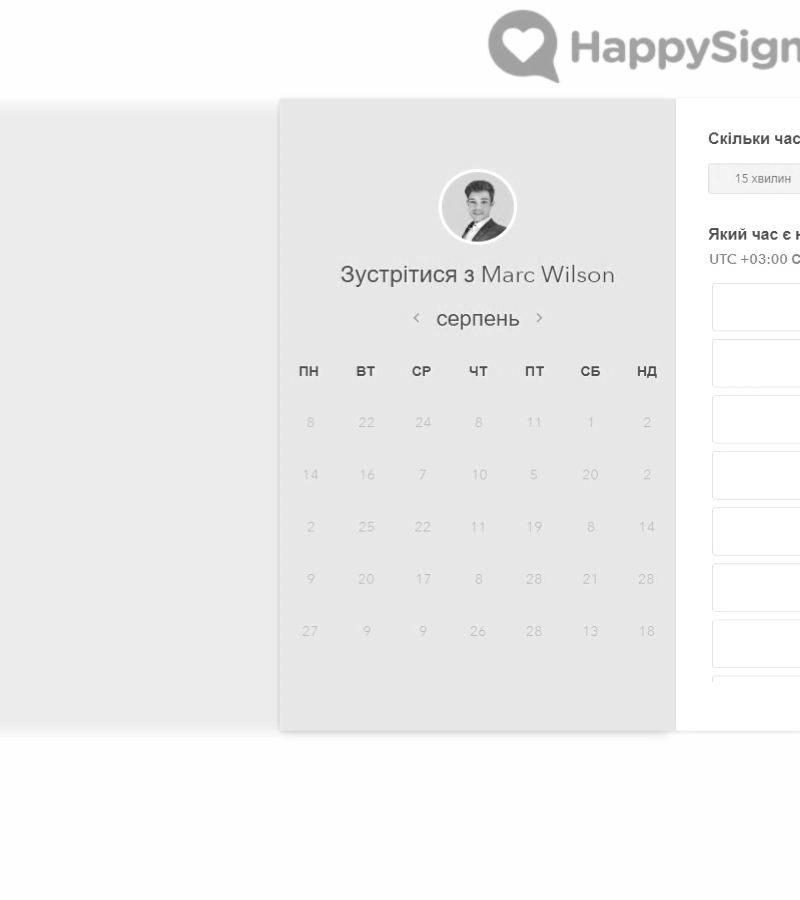 HappySign
Зустрітися з Marc Wilson
< серпень >
ПН ВТ СР ЧТ ПТ СБ НД
8 22 24 8 11 1 2
14 16 7 10 5 20 2
2 25 22 11 19 8 14
9 20 17 8 28 21 28
27 9 9 26 28 13 18
Скільки час
15 хвилин
Який час є н
UTC +03:00 С